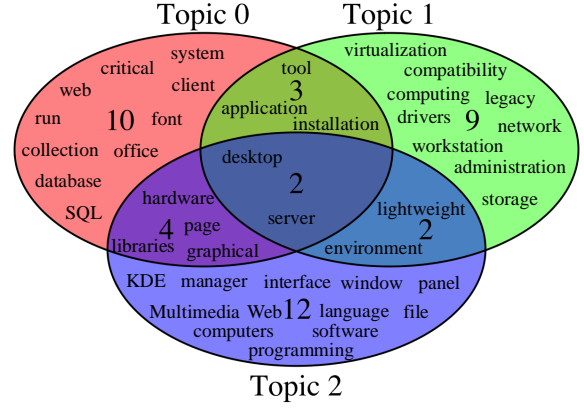 Topic 0
Topic 1
system
virtualization
critical
tool
compatibility
client
web
3
computing
legacy
application
run
10
font
installation
drivers
9
network
collection
office
desktop
workstation
administration
database
2
hardware
storage
SQL
server
lightweight
4
page
2
libraries
graphical
environment
KDE
manager
interface
window
panel
Multimedia
Web
12
language
file
computers
software
programming
Topic 2